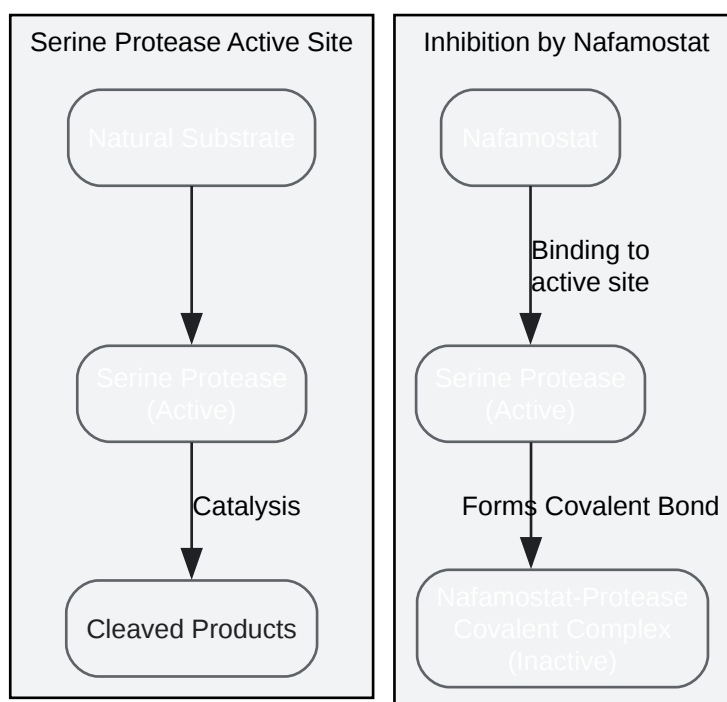 Serine Protease Active Site
Natural Substrate
Serine Protease
(Active)
Catalysis
Cleaved Products
Inhibition by Nafamostat
Nafamostat
Binding to
active site
Serine Protease
(Active)
Forms Covalent Bond
Nafamostat-Protease
Covalent Complex
(Inactive)